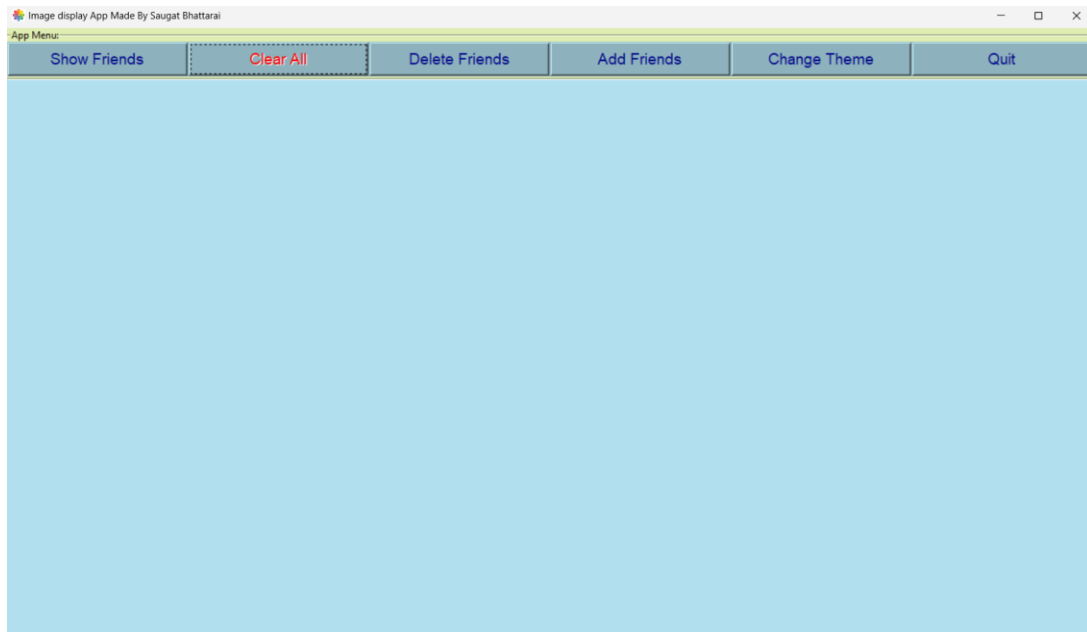 Image display App Made By Saugat Bhattarai
App Menu:
Show Friends Clear All Delete Friends Add Friends Change Theme Quit